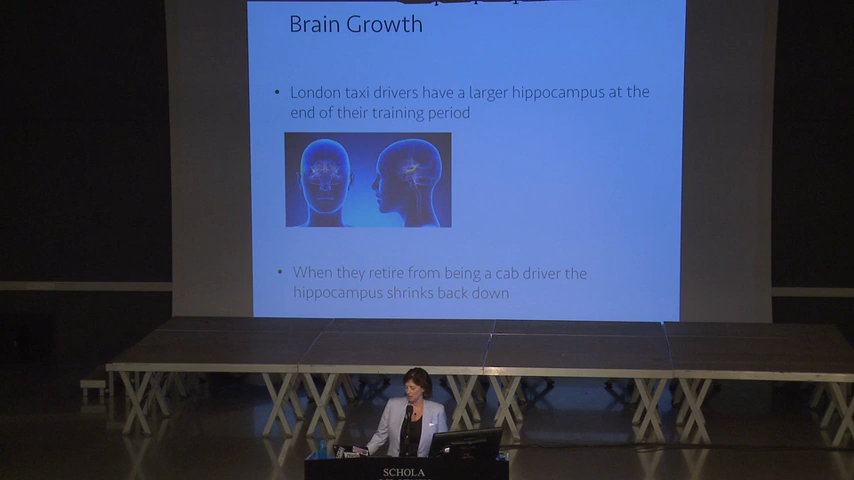 Brain Growth
• London taxi drivers have a larger hippocampus at the
end of their training period
• When they retire from being a cab driver the
hippocampus shrinks back down
SCHOLA